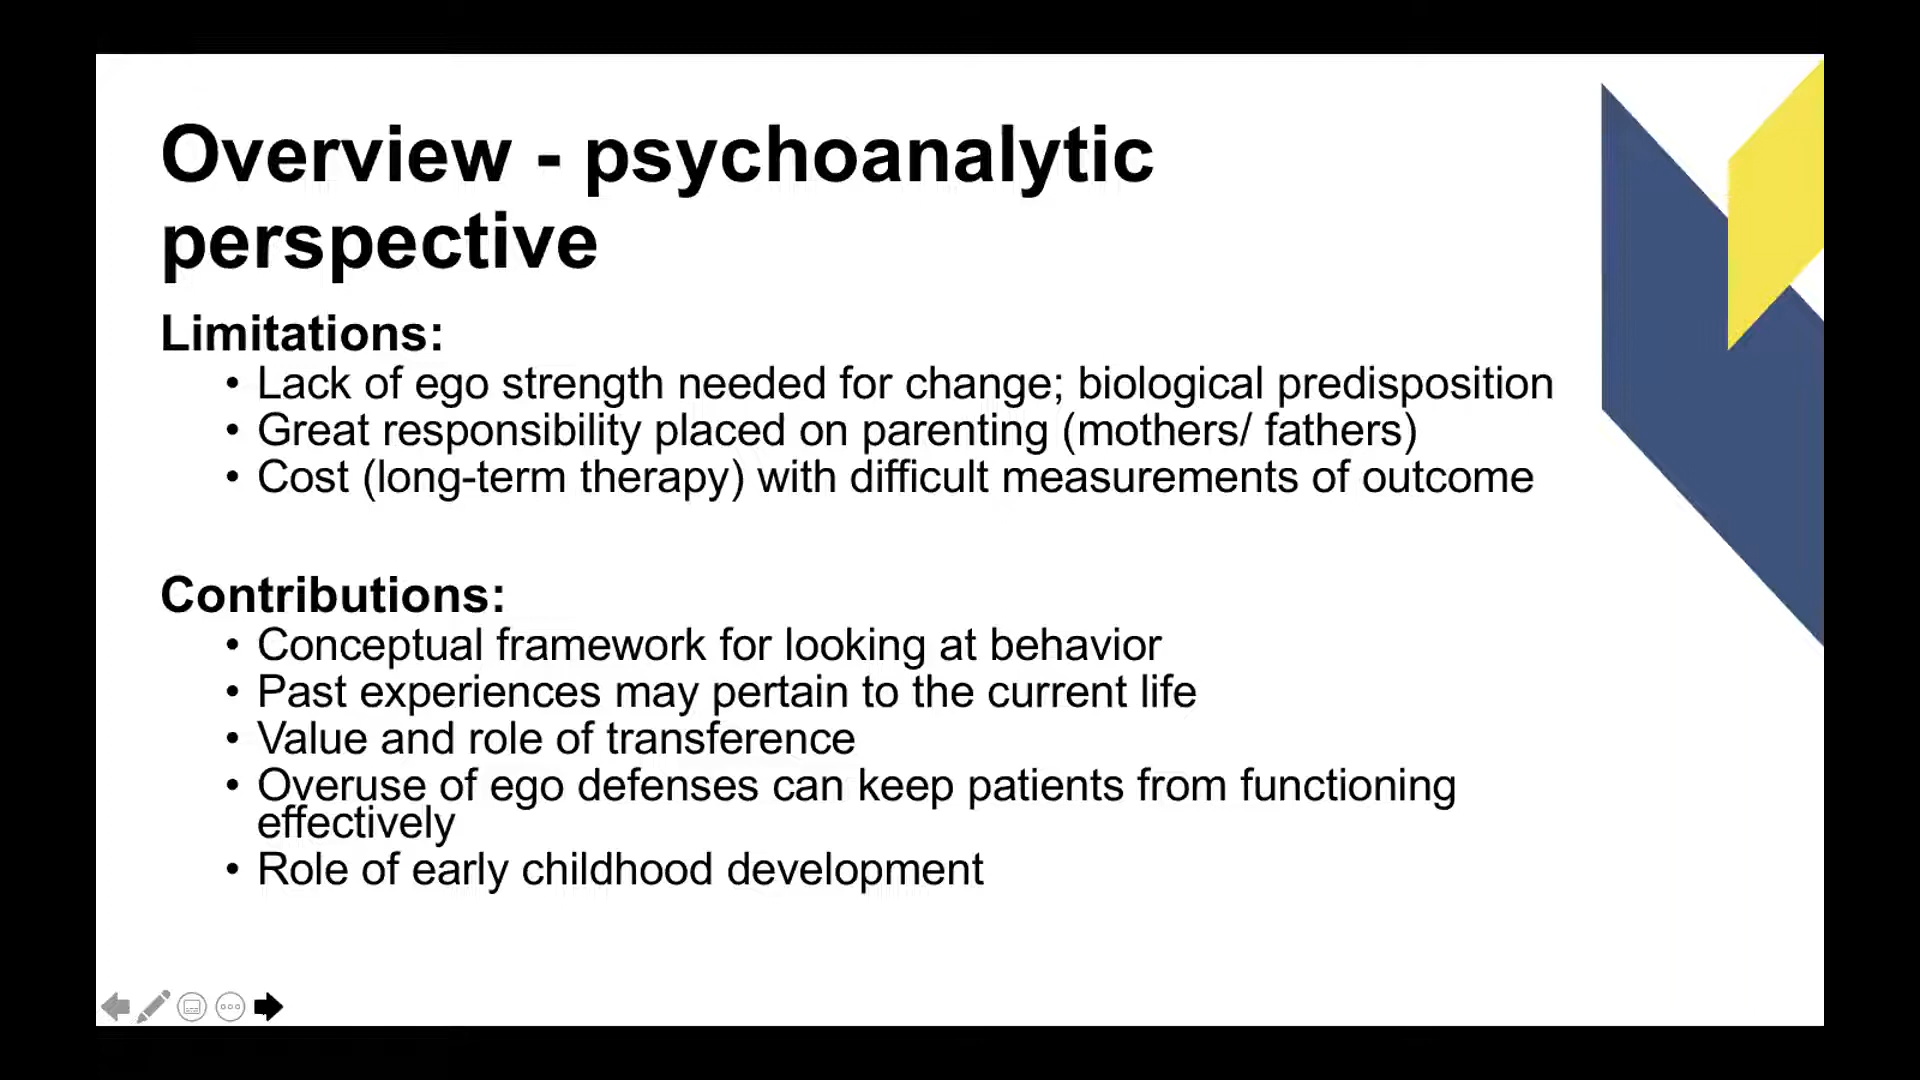 Overview - psychoanalytic
perspective
Limitations:
• Lack of ego strength needed for change; biological predisposition
• Great responsibility placed on parenting (mothers/ fathers)
• Cost (long-term therapy) with difficult measurements of outcome
Contributions:
• Conceptual framework for looking at behavior
• Past experiences may pertain to the current life
• Value and role of transference
• Overuse of ego defenses can keep patients from functioning
effectively
• Role of early childhood development